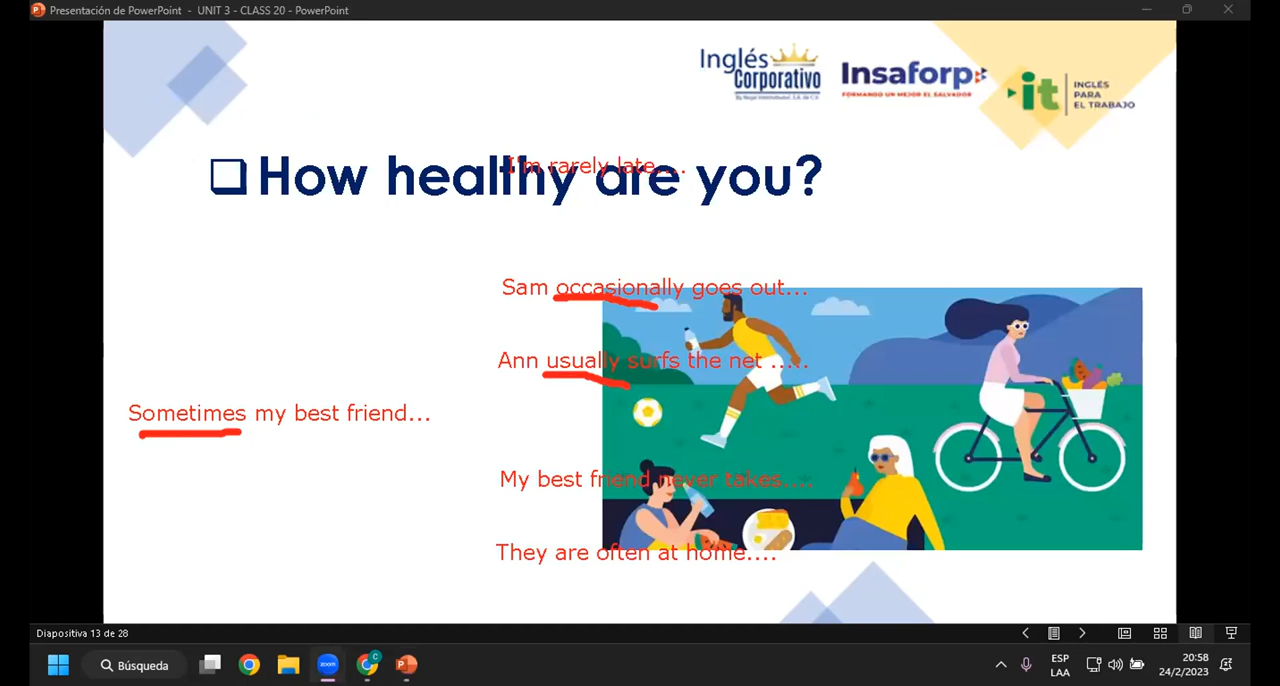 Presentación de PowerPoint - UNIT 3 - CLASS 20 - PowerPoint
Inglés
Corporativo
Insaforp
FORMANDO UN MEJOR EL SALVADOR
it
INGLÉS
PARA
EL TRABAJO
How healthy are you?
I'm rarely late....
Sam occasionally goes out...
Ann usually surfs the net .....
Sometimes my best friend...
My best friend never takes....
They are often at home....
Diapositiva 13 de 28
Búsqueda
ESP
LAA
20:58
24/2/2023